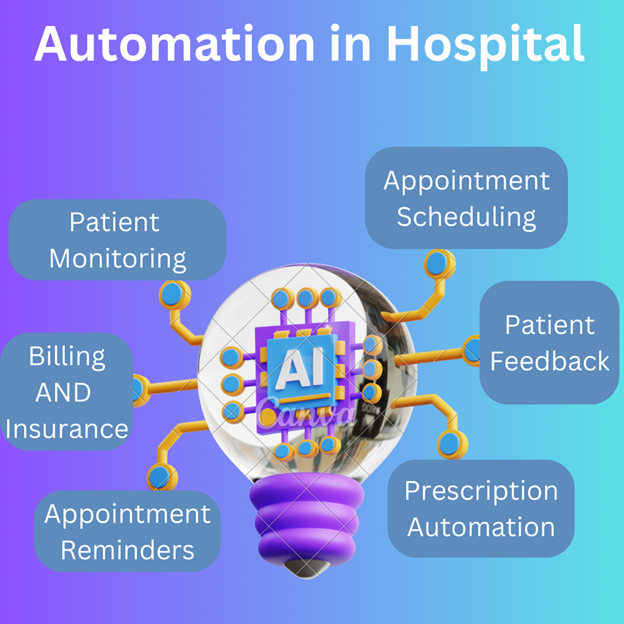 Automation in Hospital
Appointment
Scheduling
Patient
Monitoring
Patient
Feedback
Billing
AND
Insurance
AI
Canva
Prescription
Automation
Appointment
Reminders